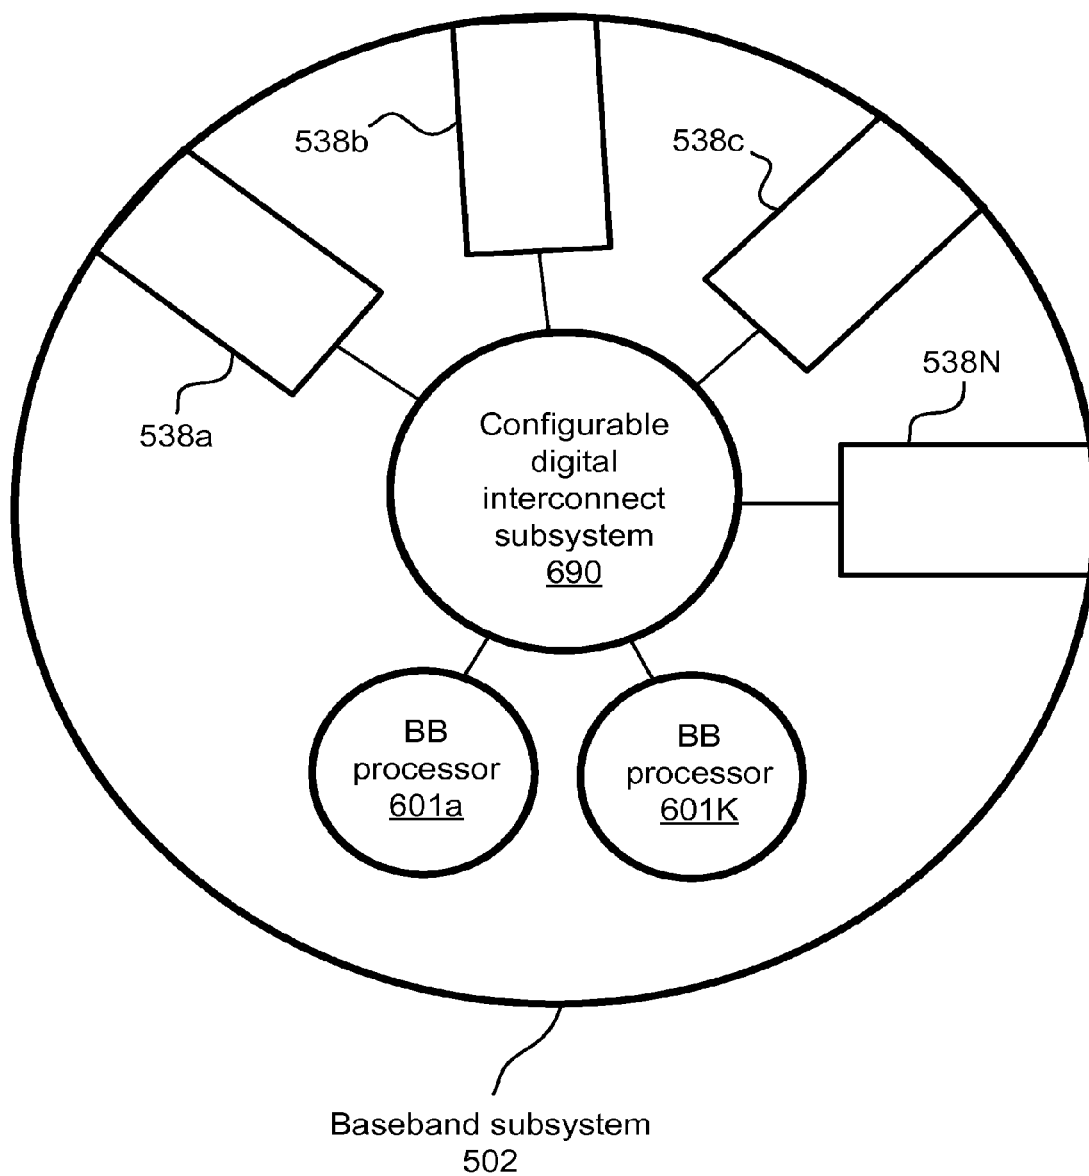 538b
538c
538N
538a
Configurable
digital
interconnect
subsystem
690
BB
processor
601a
BB
processor
601K
Baseband subsystem
502